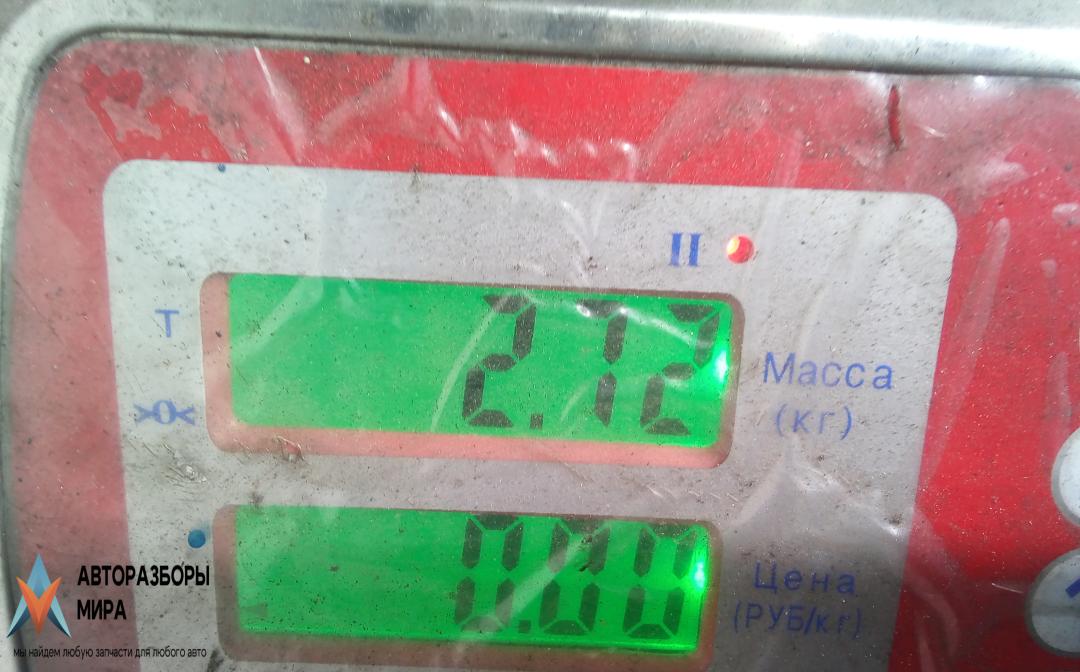 II
T
2.72
Масса
(кг)
>0<
0.00
Цена
(РУБ/кг)
АВТОРАЗБОРЫ
МИРА
мы найдем любую запчасти для любого авто